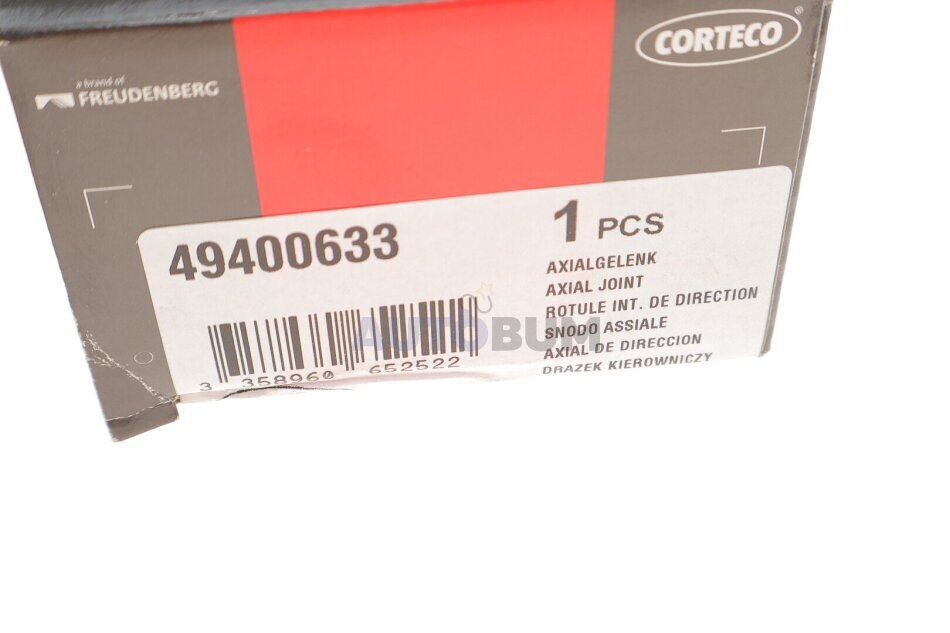 a brand of
FREUDENBERG
CORTECO®
49400633
1 PCS
AXIALGELENK
AXIAL JOINT
ROTULE INT. DE DIRECTION
SNODO ASSIALE
AXIAL DE DIRECCION
DRAZEK KIEROWNICZY
AUTOBUM
3 358960 652522